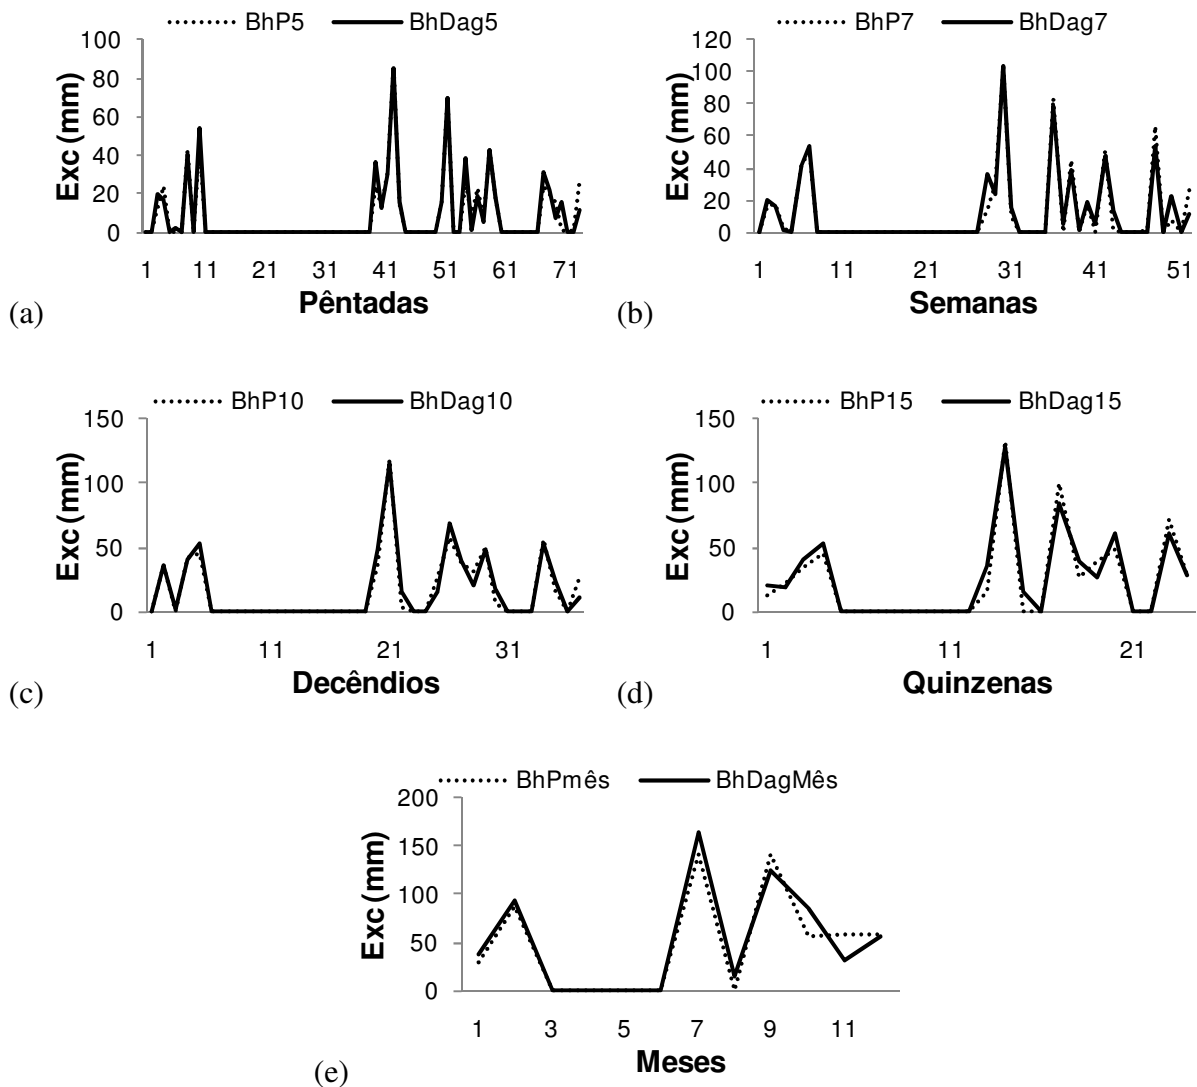 BhP5 BhDag5
100
80
60
40
20
0
Exc (mm)
1 11 21 31 41 51 61 71
Pêntadas
(a)
BhP7 BhDag7
120
100
80
60
40
20
0
Exc (mm)
1 11 21 31 41 51
Semanas
(b)
BhP10 BhDag10
150
100
50
0
Exc (mm)
1 11 21 31
Decêndios
(c)
BhP15 BhDag15
150
100
50
0
Exc (mm)
1 11 21
Quinzenas
(d)
BhPmês BhDagMês
200
150
100
50
0
Exc (mm)
1 3 5 7 9 11
Meses
(e)